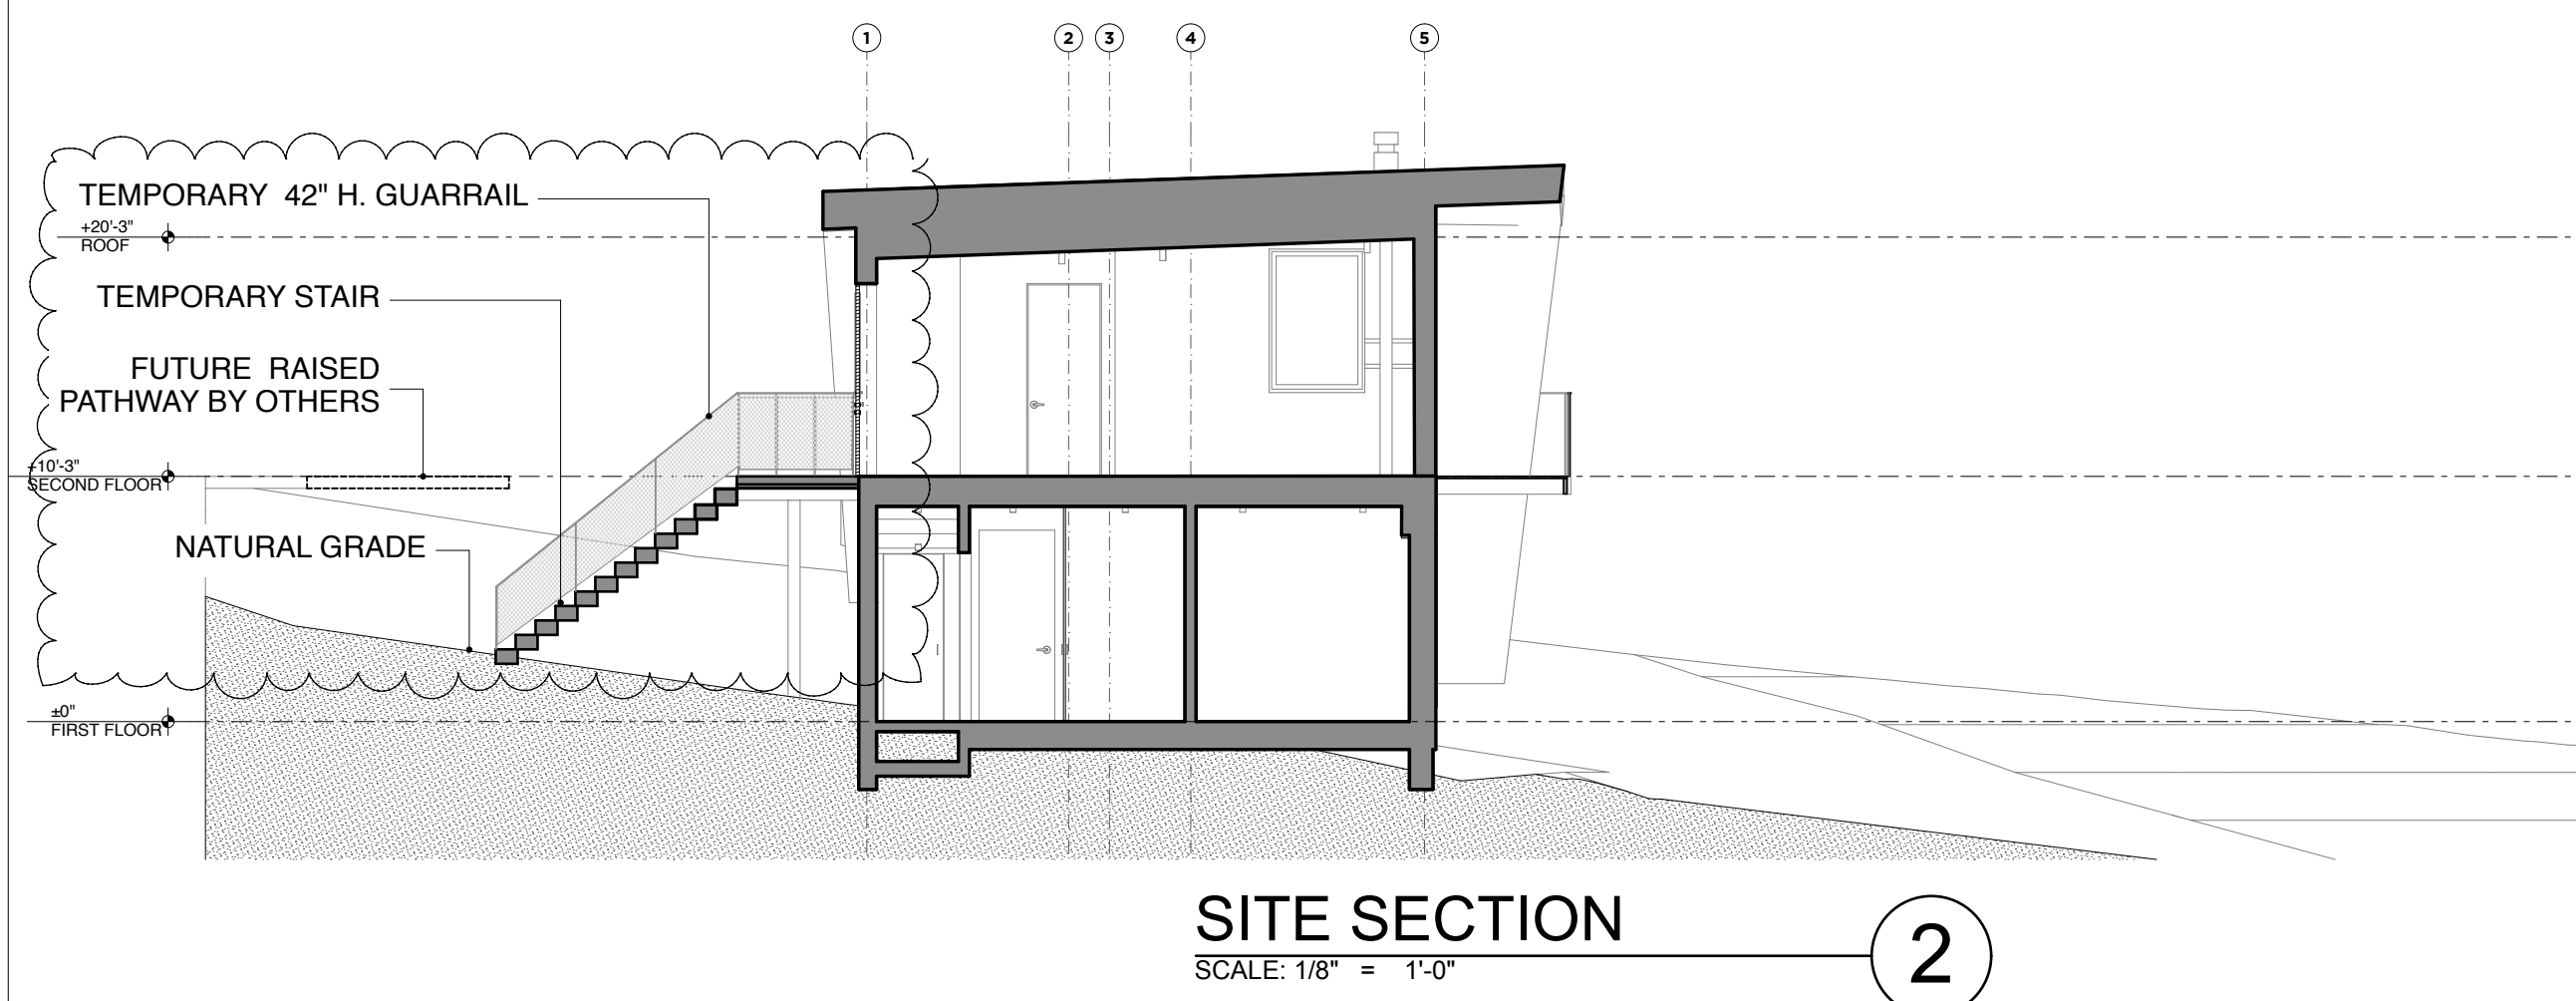 1
2
3
4
5
TEMPORARY 42" H. GUARRAIL
+20'-3"
ROOF
TEMPORARY STAIR
FUTURE RAISED
PATHWAY BY OTHERS
+10'-3"
SECOND FLOOR
NATURAL GRADE
±0"
FIRST FLOOR
SITE SECTION
SCALE: 1/8" = 1'-0"
2